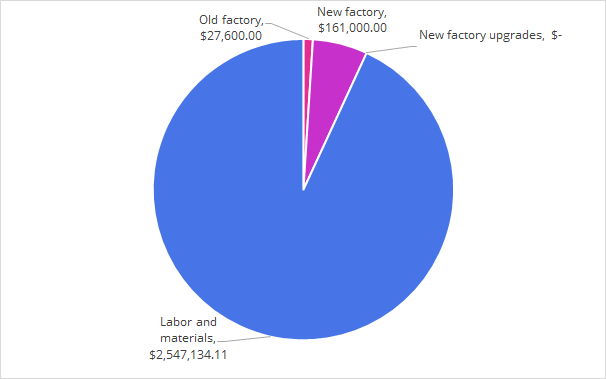 Old factory,
$27,600.00
New factory,
$161,000.00
New factory upgrades,  $-
Labor and
materials,
$2,547,134.11